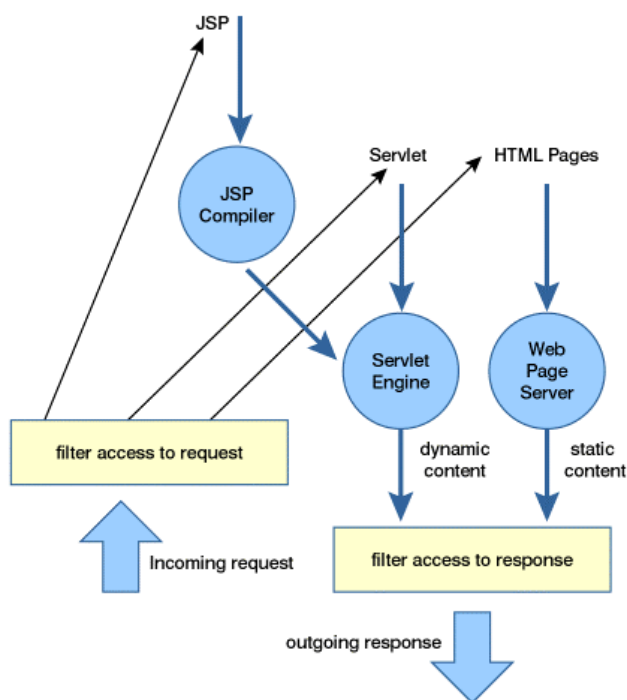 JSP
JSP
Compiler
Servlet
HTML Pages
Servlet
Engine
Web
Page
Server
filter access to request
dynamic
content
static
content
Incoming request
filter access to response
outgoing response